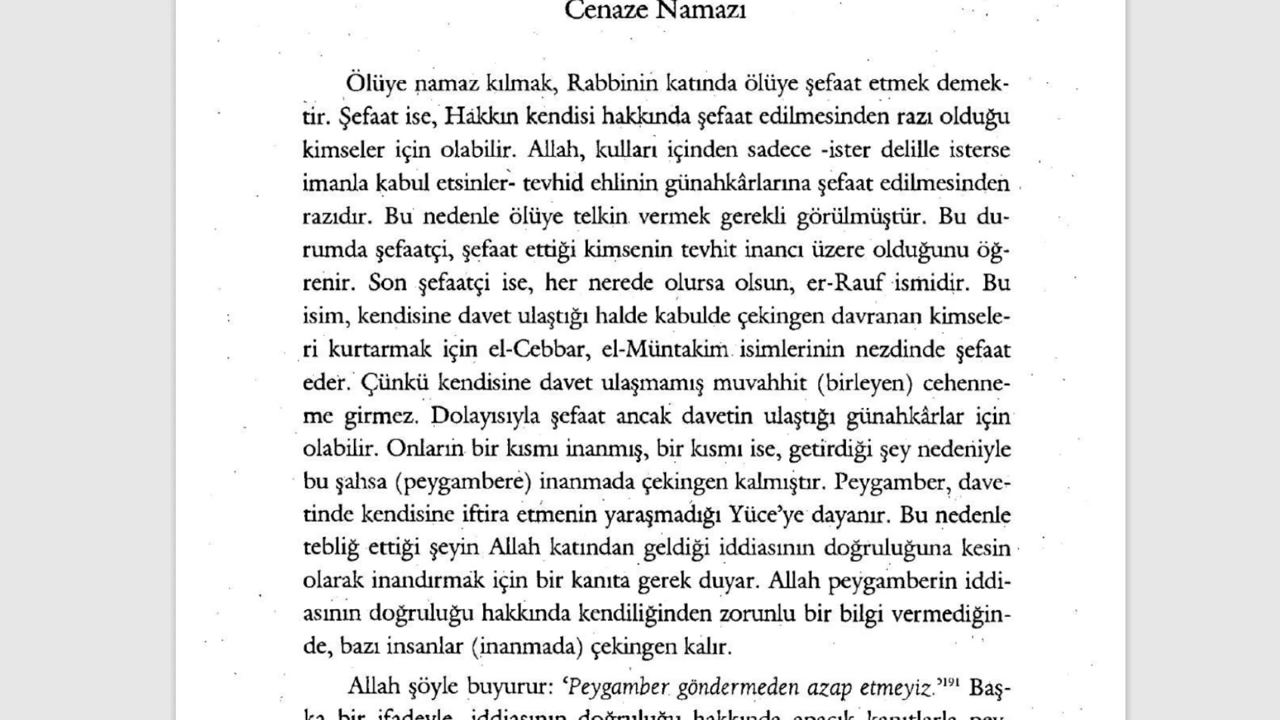 Cenaze Namazı
Ölüye namaz kılmak, Rabbinin katında ölüye şefaat etmek demek-
tir. Şefaat ise, Hakkın kendisi hakkında şefaat edilmesinden razı olduğu
kimseler için olabilir. Allah, kulları içinden sadece -ister delille isterse
imanla kabul etsinler- tevhid ehlinin günahkârlarına şefaat edilmesinden
razıdır. Bu nedenle ölüye telkin vermek gerekli görülmüştür. Bu du-
rumda şefaatçi, şefaat ettiği kimsenin tevhit inancı üzere olduğunu öğ-
renir. Son şefaatçi ise, her nerede olursa olsun, er-Rauf ismidir. Bu
isim, kendisine davet ulaştığı halde kabulde çekingen davranan kimsele-
ri kurtarmak için el-Cebbar, el-Müntakim isimlerinin nezdinde şefaat
eder. Çünkü kendisine davet ulaşmamış muvahhit (birleyen) cehenne-
me girmez. Dolayısıyla şefaat ancak davetin ulaştığı günahkârlar için
olabilir. Onların bir kısmı inanmış, bir kısmı ise, getirdiği şey nedeniyle
bu şahsa (peygambere) inanmada çekingen kalmıştır. Peygamber, dave-
tinde kendisine iftira etmenin yaraşmadığı Yüce'ye dayanır. Bu nedenle
tebliğ ettiği şeyin Allah katından geldiği iddiasının doğruluğuna kesin
olarak inandırmak için bir kanıta gerek duyar. Allah peygamberin iddi-
asının doğruluğu hakkında kendiliğinden zorunlu bir bilgi vermediğin-
de, bazı insanlar (inanmada) çekingen kalır.
Allah şöyle buyurur: 'Peygamber göndermeden azap etmeyiz.'191 Baş-
ka bir ifadeyle, iddiasının doğruluğu hakkında apaçık kanıtlarla pey-